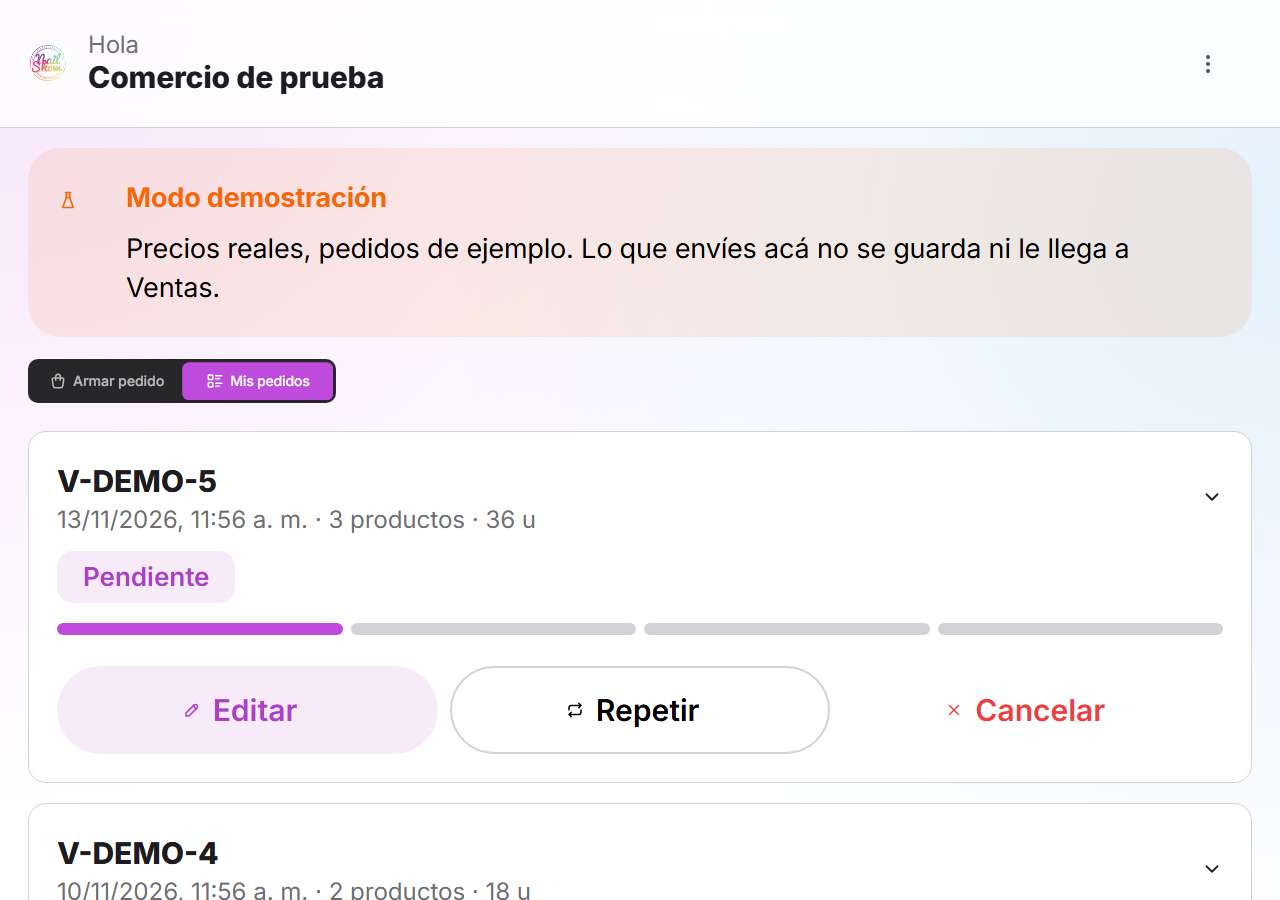 Nail Show
Hola
Comercio de prueba
Modo demostración
Precios reales, pedidos de ejemplo. Lo que envíes acá no se guarda ni le llega a
Ventas.
Armar pedido
Mis pedidos
V-DEMO-5
13/11/2026, 11:56 a. m. · 3 productos · 36 u
Pendiente
Editar
Repetir
Cancelar
V-DEMO-4
10/11/2026, 11:56 a. m. · 2 productos · 18 u